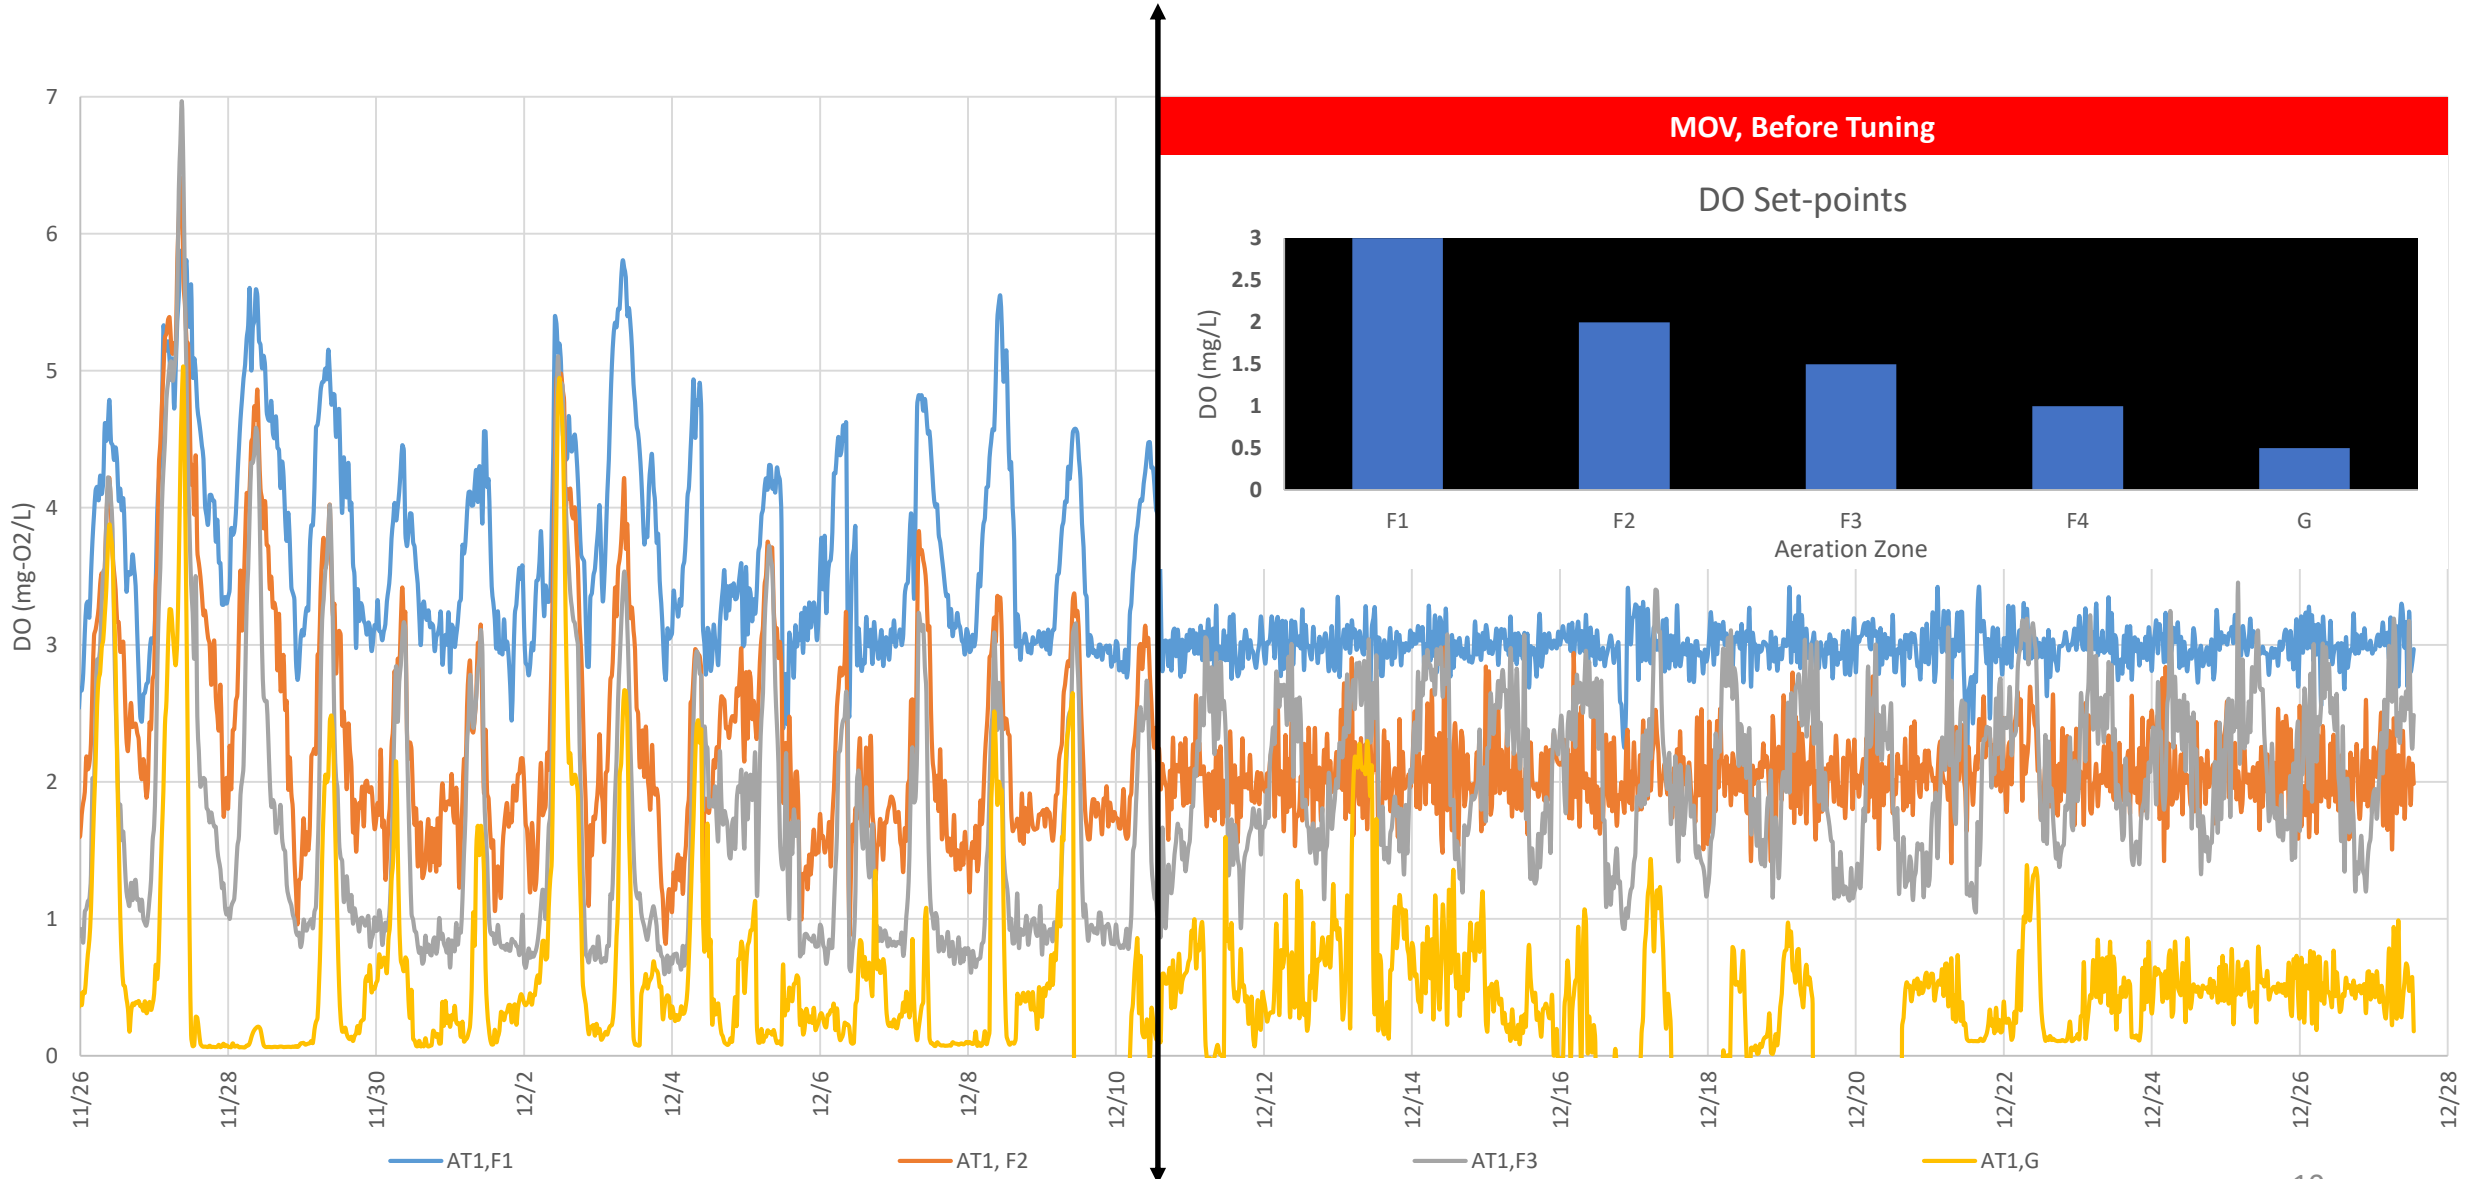 MOV, Before Tuning
DO Set-points
3
2.5
2
1.5
1
0.5
0
DO (mg/L)
F1 F2 F3 F4 G
Aeration Zone
7
6
5
4
3
2
1
0
DO (mg-O2/L)
11/26 11/28 11/30 12/2 12/4 12/6 12/8 12/10 12/12 12/14 12/16 12/18 12/20 12/22 12/24 12/26 12/28
AT1,F1 AT1, F2 AT1,F3 AT1,G